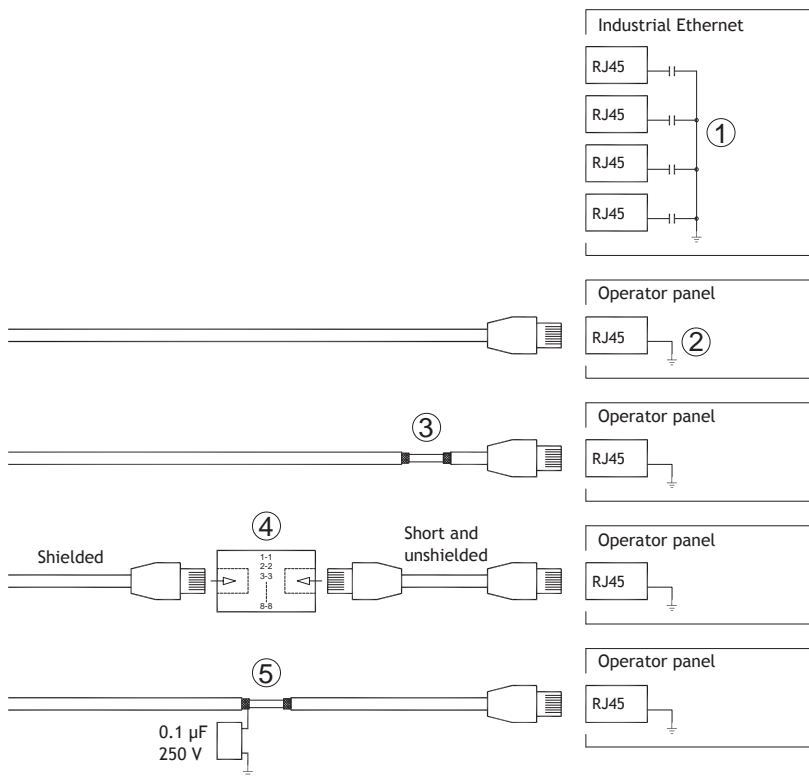 Industrial Ethernet
RJ45
RJ45
RJ45
RJ45
1
Operator panel
RJ45
2
3
Operator panel
RJ45
4
Shielded
1-1
2-2
3-3
8-8
Short and
unshielded
Operator panel
RJ45
5
0.1 µF
250 V
Operator panel
RJ45